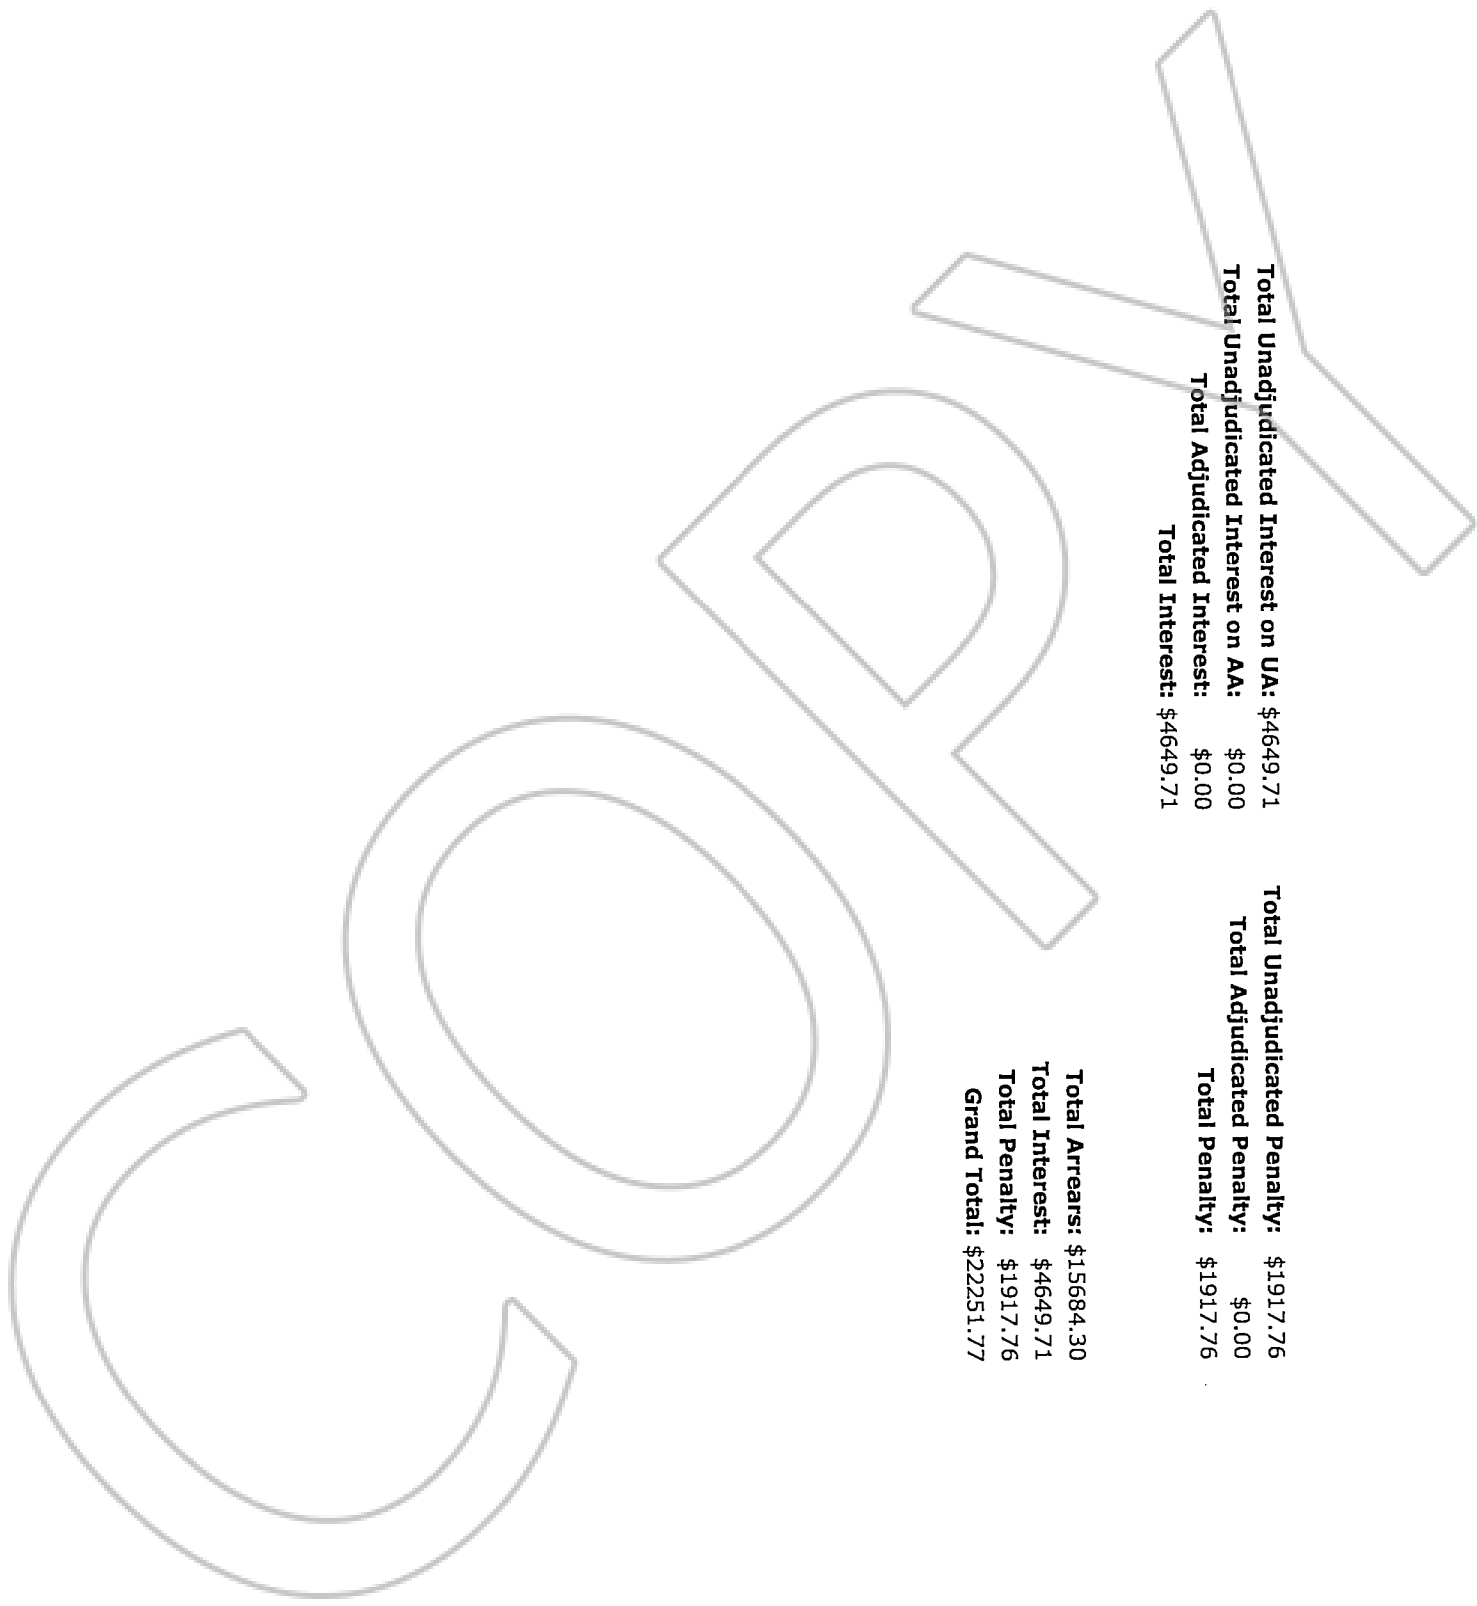 Total Unadjudicated Interest on UA: $4649.71
Total Unadjudicated Interest on AA: $0.00
Total Adjudicated Interest: $0.00
Total Interest: $4649.71
Total Unadjudicated Penalty: $1917.76
Total Adjudicated Penalty: $0.00
Total Penalty: $1917.76
Total Arrears: $15684.30
Total Interest: $4649.71
Total Penalty: $1917.76
Grand Total: $22251.77
COPY